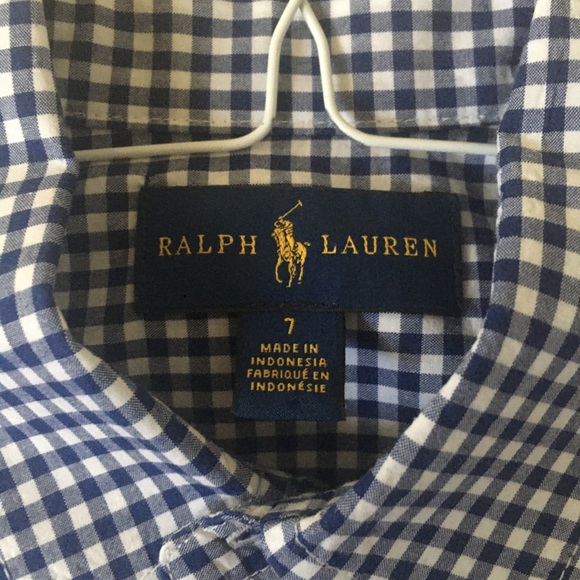 RALPH LAUREN
7
MADE IN
INDONESIA
FABRIQUÉ EN
INDONÉSIE